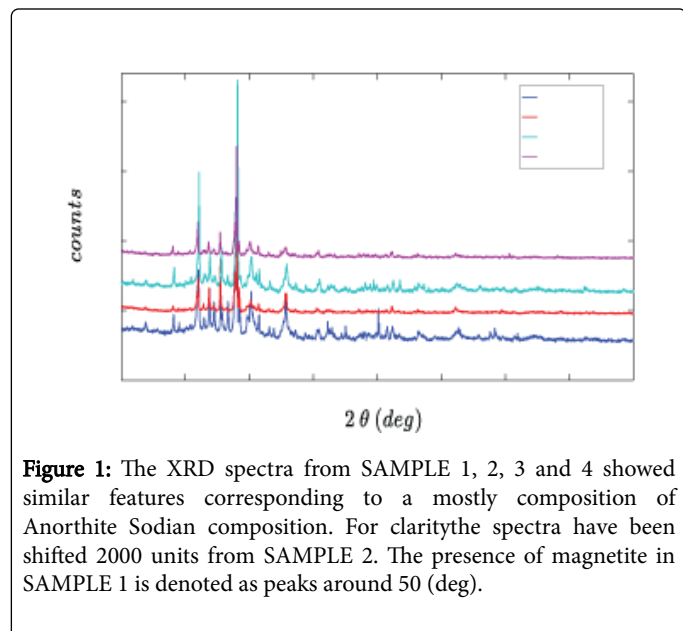 counts
2 θ (deg)
Figure 1: The XRD spectra from SAMPLE 1, 2, 3 and 4 showed
similar features corresponding to a mostly composition of
Anorthite Sodian composition. For claritythe spectra have been
shifted 2000 units from SAMPLE 2. The presence of magnetite in
SAMPLE 1 is denoted as peaks around 50 (deg).